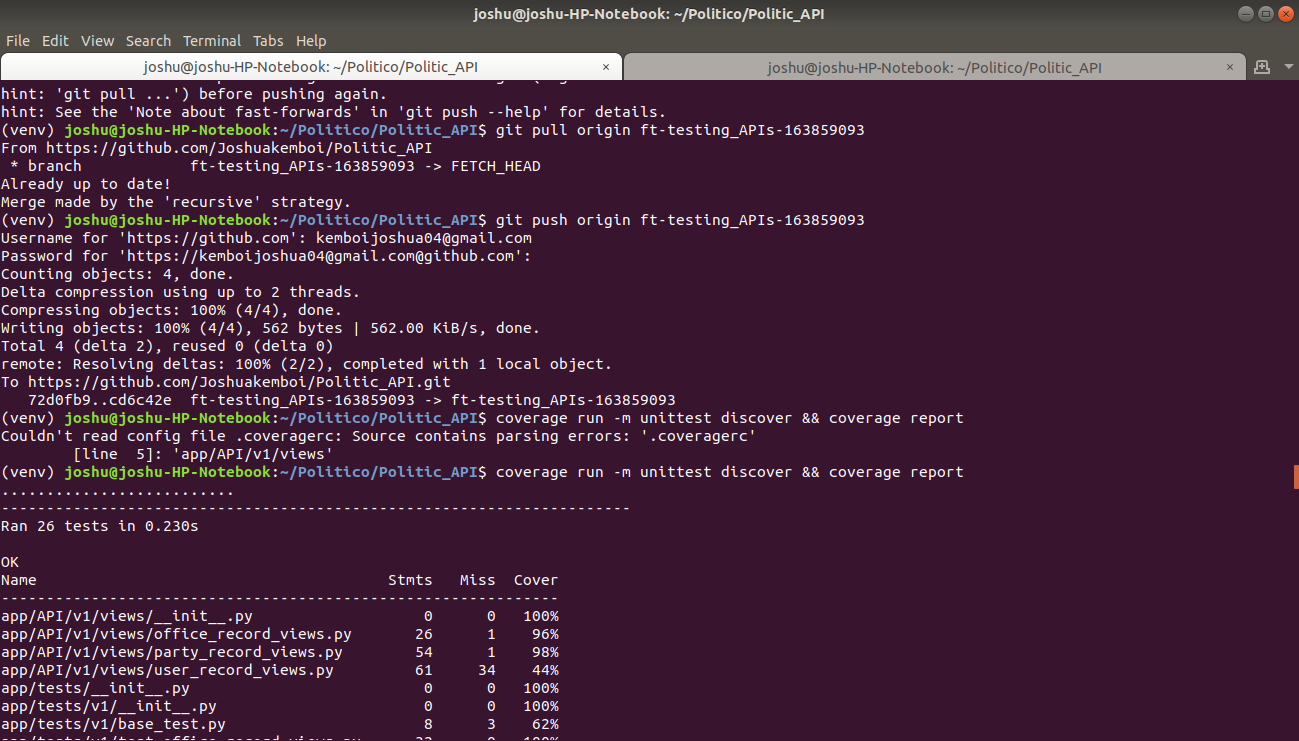 joshu@joshu-HP-Notebook: ~/Politico/Politic_API
File Edit View Search Terminal Tabs Help
joshu@joshu-HP-Notebook: ~/Politico/Politic_API × joshu@joshu-HP-Notebook: ~/Politico/Politic_API ×
hint: 'git pull ...') before pushing again.
hint: See the 'Note about fast-forwards' in 'git push --help' for details.
(venv) joshu@joshu-HP-Notebook:~/Politico/Politic_API$ git pull origin ft-testing_APIs-163859093
From https://github.com/Joshuakemboi/Politic_API
 * branch            ft-testing_APIs-163859093 -> FETCH_HEAD
Already up to date!
Merge made by the 'recursive' strategy.
(venv) joshu@joshu-HP-Notebook:~/Politico/Politic_API$ git push origin ft-testing_APIs-163859093
Username for 'https://github.com': kemboijoshua04@gmail.com
Password for 'https://kemboijoshua04@gmail.com@github.com':
Counting objects: 4, done.
Delta compression using up to 2 threads.
Compressing objects: 100% (4/4), done.
Writing objects: 100% (4/4), 562 bytes | 562.00 KiB/s, done.
Total 4 (delta 2), reused 0 (delta 0)
remote: Resolving deltas: 100% (2/2), completed with 1 local object.
To https://github.com/Joshuakemboi/Politic_API.git
   72d0fb9..cd6c42e  ft-testing_APIs-163859093 -> ft-testing_APIs-163859093
(venv) joshu@joshu-HP-Notebook:~/Politico/Politic_API$ coverage run -m unittest discover && coverage report
Couldn't read config file .coveragerc: Source contains parsing errors: '.coveragerc'
        [line  5]: 'app/API/v1/views'
(venv) joshu@joshu-HP-Notebook:~/Politico/Politic_API$ coverage run -m unittest discover && coverage report
..........................
----------------------------------------------------------------------
Ran 26 tests in 0.230s
OK
Name                                       Stmts   Miss  Cover
--------------------------------------------------------------
app/API/v1/views/__init__.py                   0      0   100%
app/API/v1/views/office_record_views.py       26      1    96%
app/API/v1/views/party_record_views.py        54      1    98%
app/API/v1/views/user_record_views.py         61     34    44%
app/tests/__init__.py                          0      0   100%
app/tests/v1/__init__.py                       0      0   100%
app/tests/v1/base_test.py                      8      3    62%